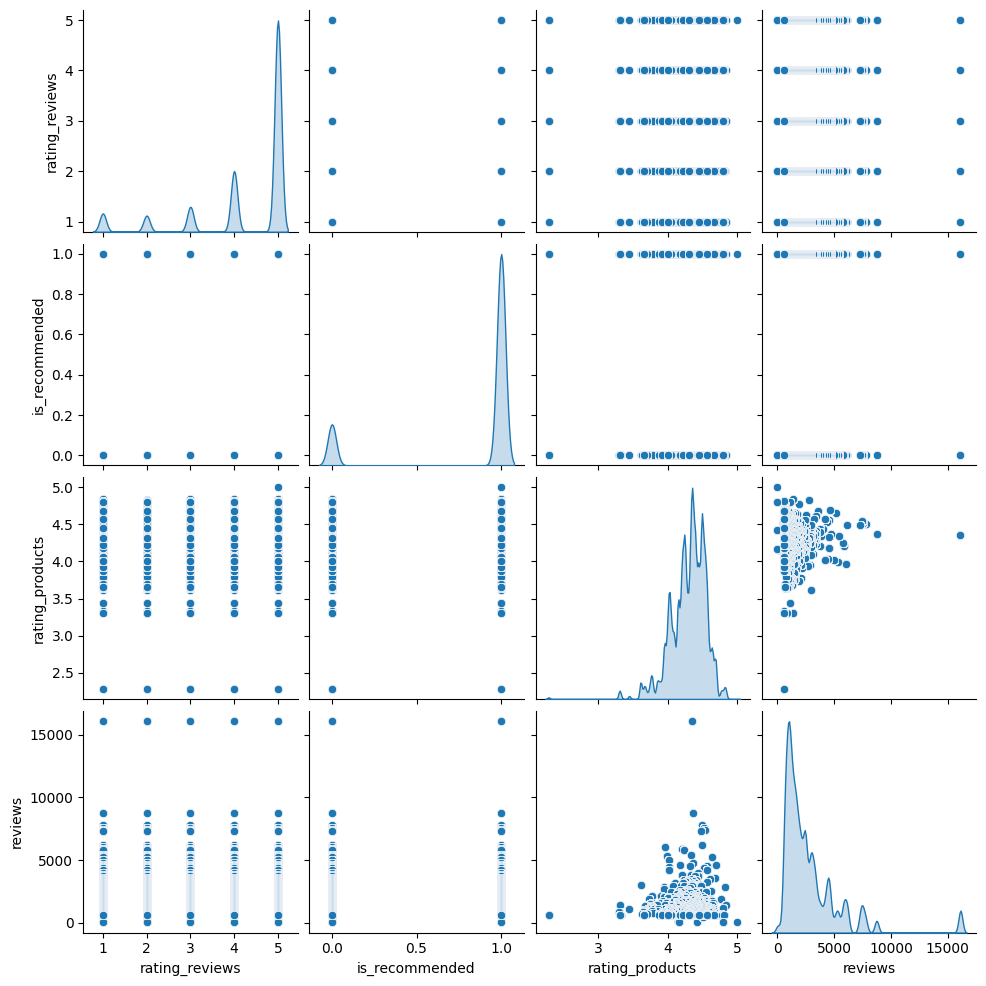 5
4
3
2
1
rating_reviews
1.0
0.8
0.6
0.4
0.2
0.0
is_recommended
5.0
4.5
4.0
3.5
3.0
2.5
rating_products
15000
10000
5000
0
reviews
1 2 3 4 5
0.0 0.5 1.0
3 4 5
0 5000 10000 15000
rating_reviews is_recommended rating_products reviews